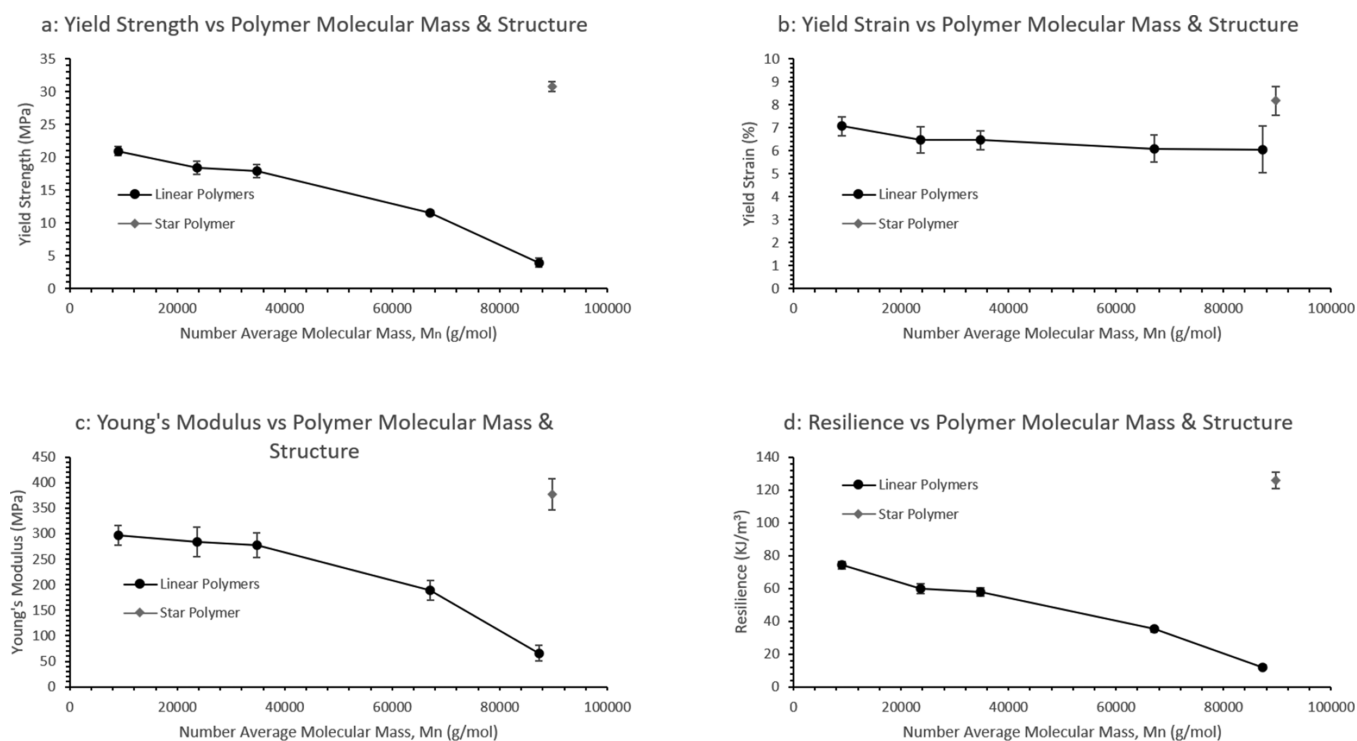 a: Yield Strength vs Polymer Molecular Mass & Structure
Yield Strength (MPa)
35
30
25
20
15
10
5
0
Linear Polymers
Star Polymer
0 20000 40000 60000 80000 100000
Number Average Molecular Mass, Mn (g/mol)
b: Yield Strain vs Polymer Molecular Mass & Structure
Yield Strain (%)
10
9
8
7
6
5
4
3
2
1
0
Linear Polymers
Star Polymer
0 20000 40000 60000 80000 100000
Number Average Molecular Mass, Mn (g/mol)
c: Young's Modulus vs Polymer Molecular Mass &
Structure
Young's Modulus (MPa)
450
400
350
300
250
200
150
100
50
0
Linear Polymers
Star Polymer
0 20000 40000 60000 80000 100000
Number Average Molecular Mass, Mn (g/mol)
d: Resilience vs Polymer Molecular Mass & Structure
Resilience (KJ/m³)
140
120
100
80
60
40
20
0
Linear Polymers
Star Polymer
0 20000 40000 60000 80000 100000
Number Average Molecular Mass, Mn (g/mol)